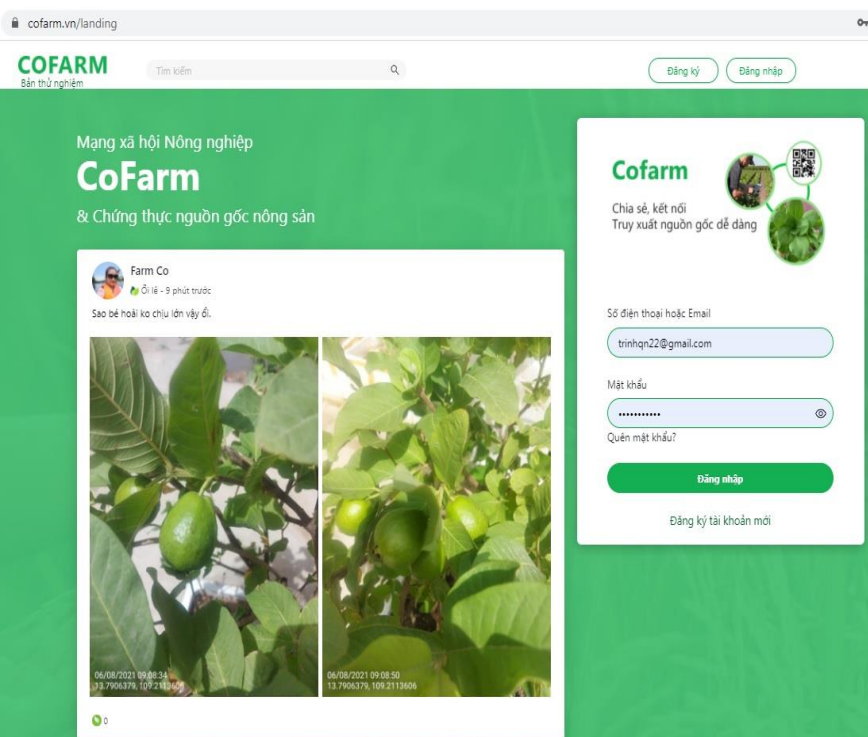 cofarm.vn/landing
COFARM
Bản thử nghiệm
Tìm kiếm
Đăng ký
Đăng nhập
Mạng xã hội Nông nghiệp
CoFarm
& Chứng thực nguồn gốc nông sản
Farm Co
Ổi lê - 9 phút trước
Sao bé hoài ko chịu lớn vậy ổi.
06/08/2021 09:08:34
13.7906379, 109.2113606
06/08/2021 09:08:50
13.7906379, 109.2113606
0
Cofarm
Chia sẻ, kết nối
Truy xuất nguồn gốc dễ dàng
Số điện thoại hoặc Email
trinhqn22@gmail.com
Mật khẩu
•••••••••••
Quên mật khẩu?
Đăng nhập
Đăng ký tài khoản mới